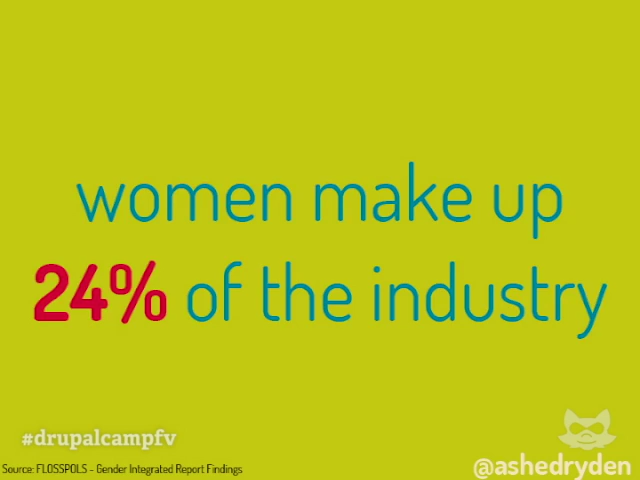 women make up
24% of the industry
#drupalcampfv
Source: FLOSSPOLS - Gender Integrated Report Findings
@ashedryden